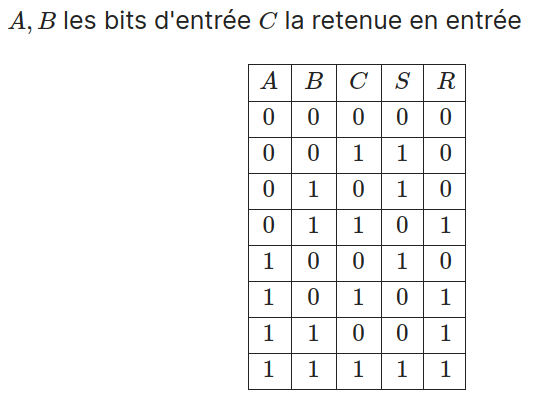 A, B les bits d'entrée C la retenue en entrée
A B C S R
0 0 0 0 0
0 0 1 1 0
0 1 0 1 0
0 1 1 0 1
1 0 0 1 0
1 0 1 0 1
1 1 0 0 1
1 1 1 1 1